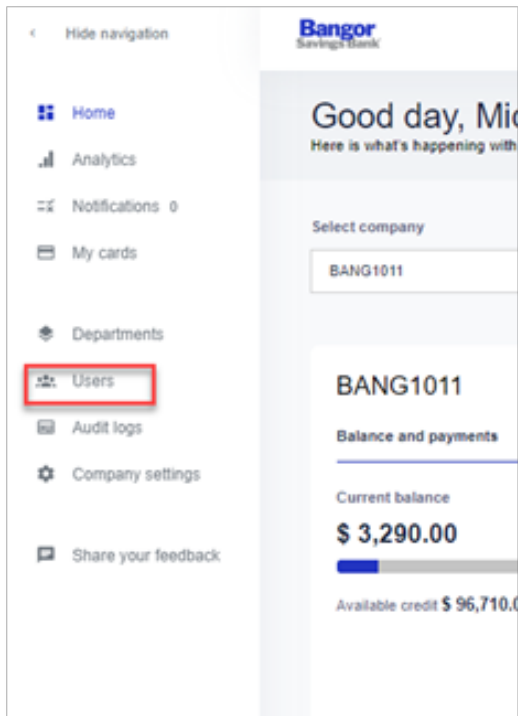 Hide navigation
Home
Analytics
Notifications 0
My cards
Departments
Users
Audit logs
Company settings
Share your feedback
Bangor
Savings Bank
Good day, Mic
Here is what's happening with
Select company
BANG1011
BANG1011
Balance and payments
Current balance
$ 3,290.00
Available credit $ 96,710.0